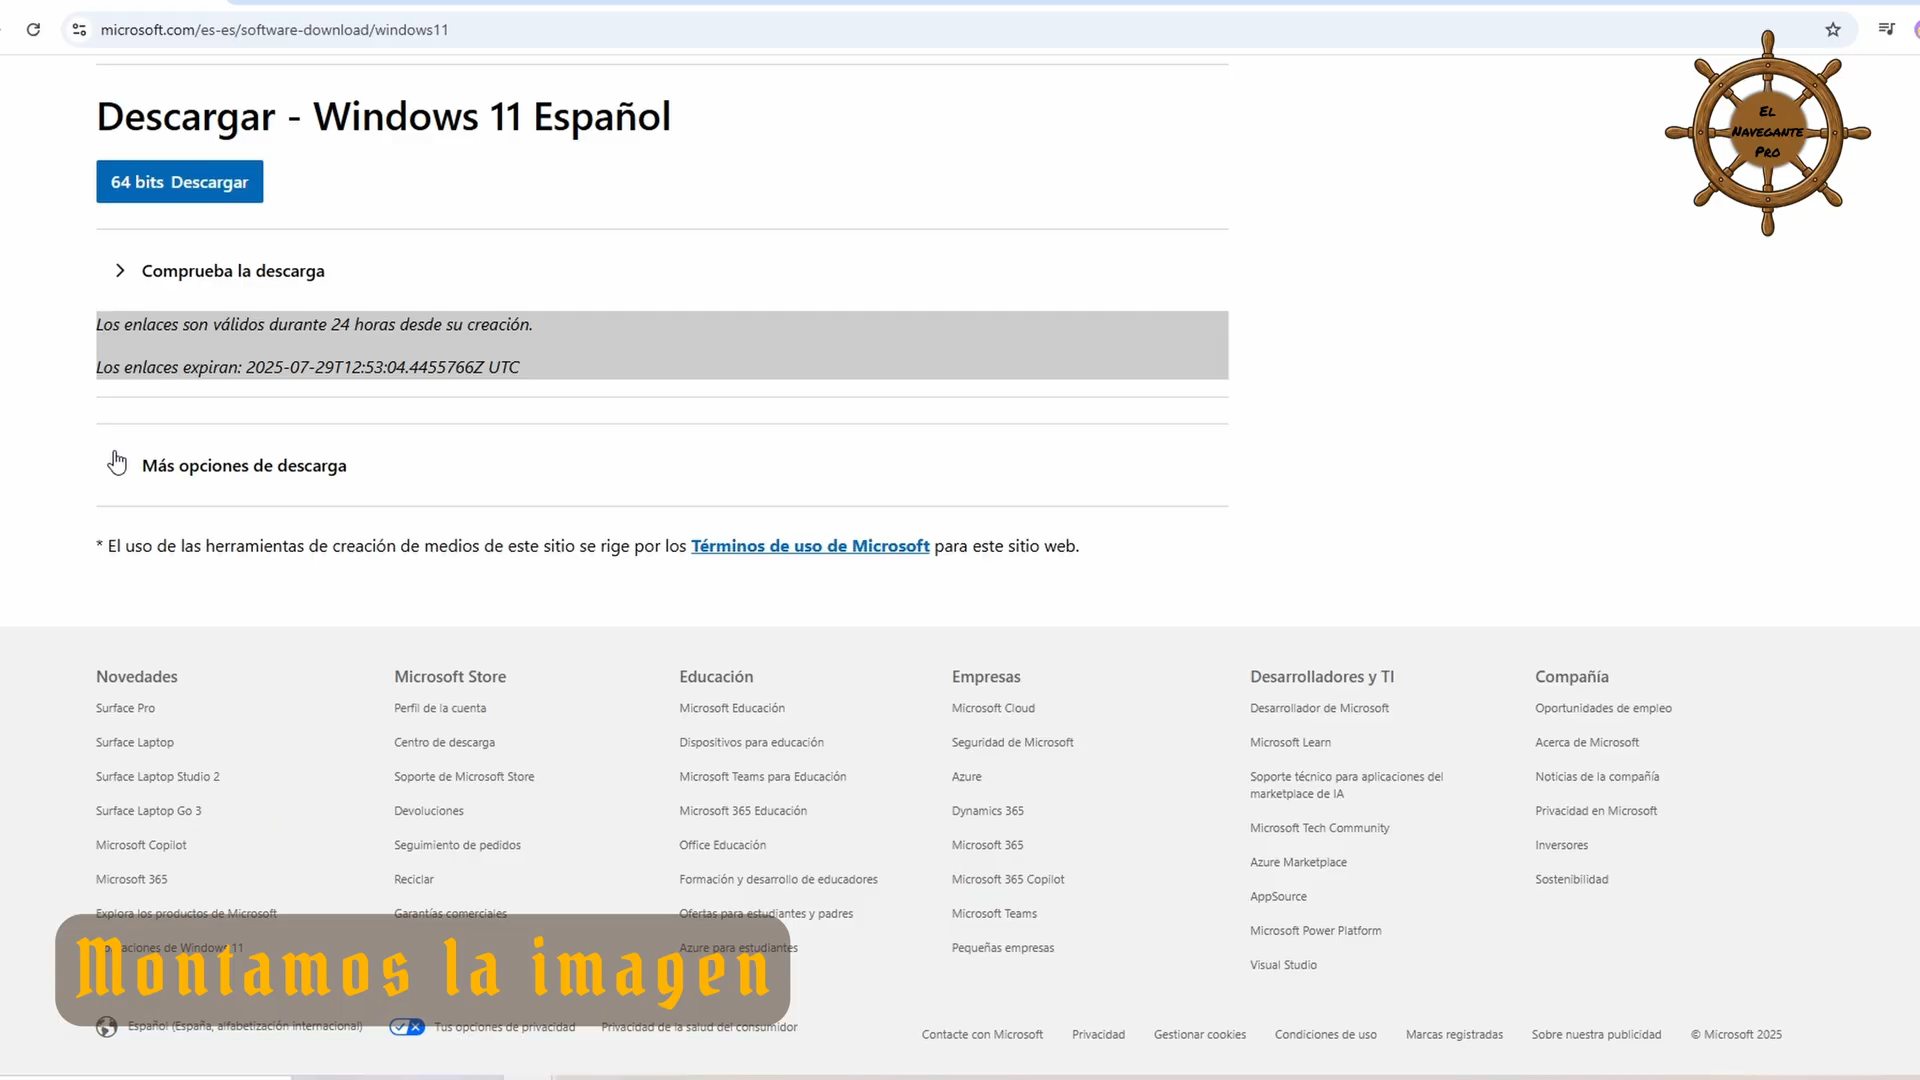 microsoft.com/es-es/software-download/windows11
El
Navegante
Pro
Descargar - Windows 11 Español
64 bits Descargar
Comprueba la descarga
Los enlaces son válidos durante 24 horas desde su creación.
Los enlaces expiran: 2025-07-29T12:53:04.4455766Z UTC
Más opciones de descarga
* El uso de las herramientas de creación de medios de este sitio se rige por los Términos de uso de Microsoft para este sitio web.
Novedades
Surface Pro
Surface Laptop
Surface Laptop Studio 2
Surface Laptop Go 3
Microsoft Copilot
Microsoft 365
Explora los productos de Microsoft
de Windows 11
Microsoft Store
Perfil de la cuenta
Centro de descarga
Soporte de Microsoft Store
Devoluciones
Seguimiento de pedidos
Reciclar
Garantías comerciales
Educación
Microsoft Educación
Dispositivos para educación
Microsoft Teams para Educación
Microsoft 365 Educación
Office Educación
Formación y desarrollo de educadores
Ofertas para estudiantes y padres
Azure para estudiantes
Empresas
Microsoft Cloud
Seguridad de Microsoft
Azure
Dynamics 365
Microsoft 365
Microsoft 365 Copilot
Microsoft Teams
Pequeñas empresas
Desarrolladores y TI
Desarrollador de Microsoft
Microsoft Learn
Soporte técnico para aplicaciones del
marketplace de IA
Microsoft Tech Community
Azure Marketplace
AppSource
Microsoft Power Platform
Visual Studio
Compañía
Oportunidades de empleo
Acerca de Microsoft
Noticias de la compañía
Privacidad en Microsoft
Inversores
Sostenibilidad
Montamos la imagen
Español (España, alfabetización internacional)
Tus opciones de privacidad
Privacidad de la salud del consumidor
Contacte con Microsoft
Privacidad
Gestionar cookies
Condiciones de uso
Marcas registradas
Sobre nuestra publicidad
© Microsoft 2025